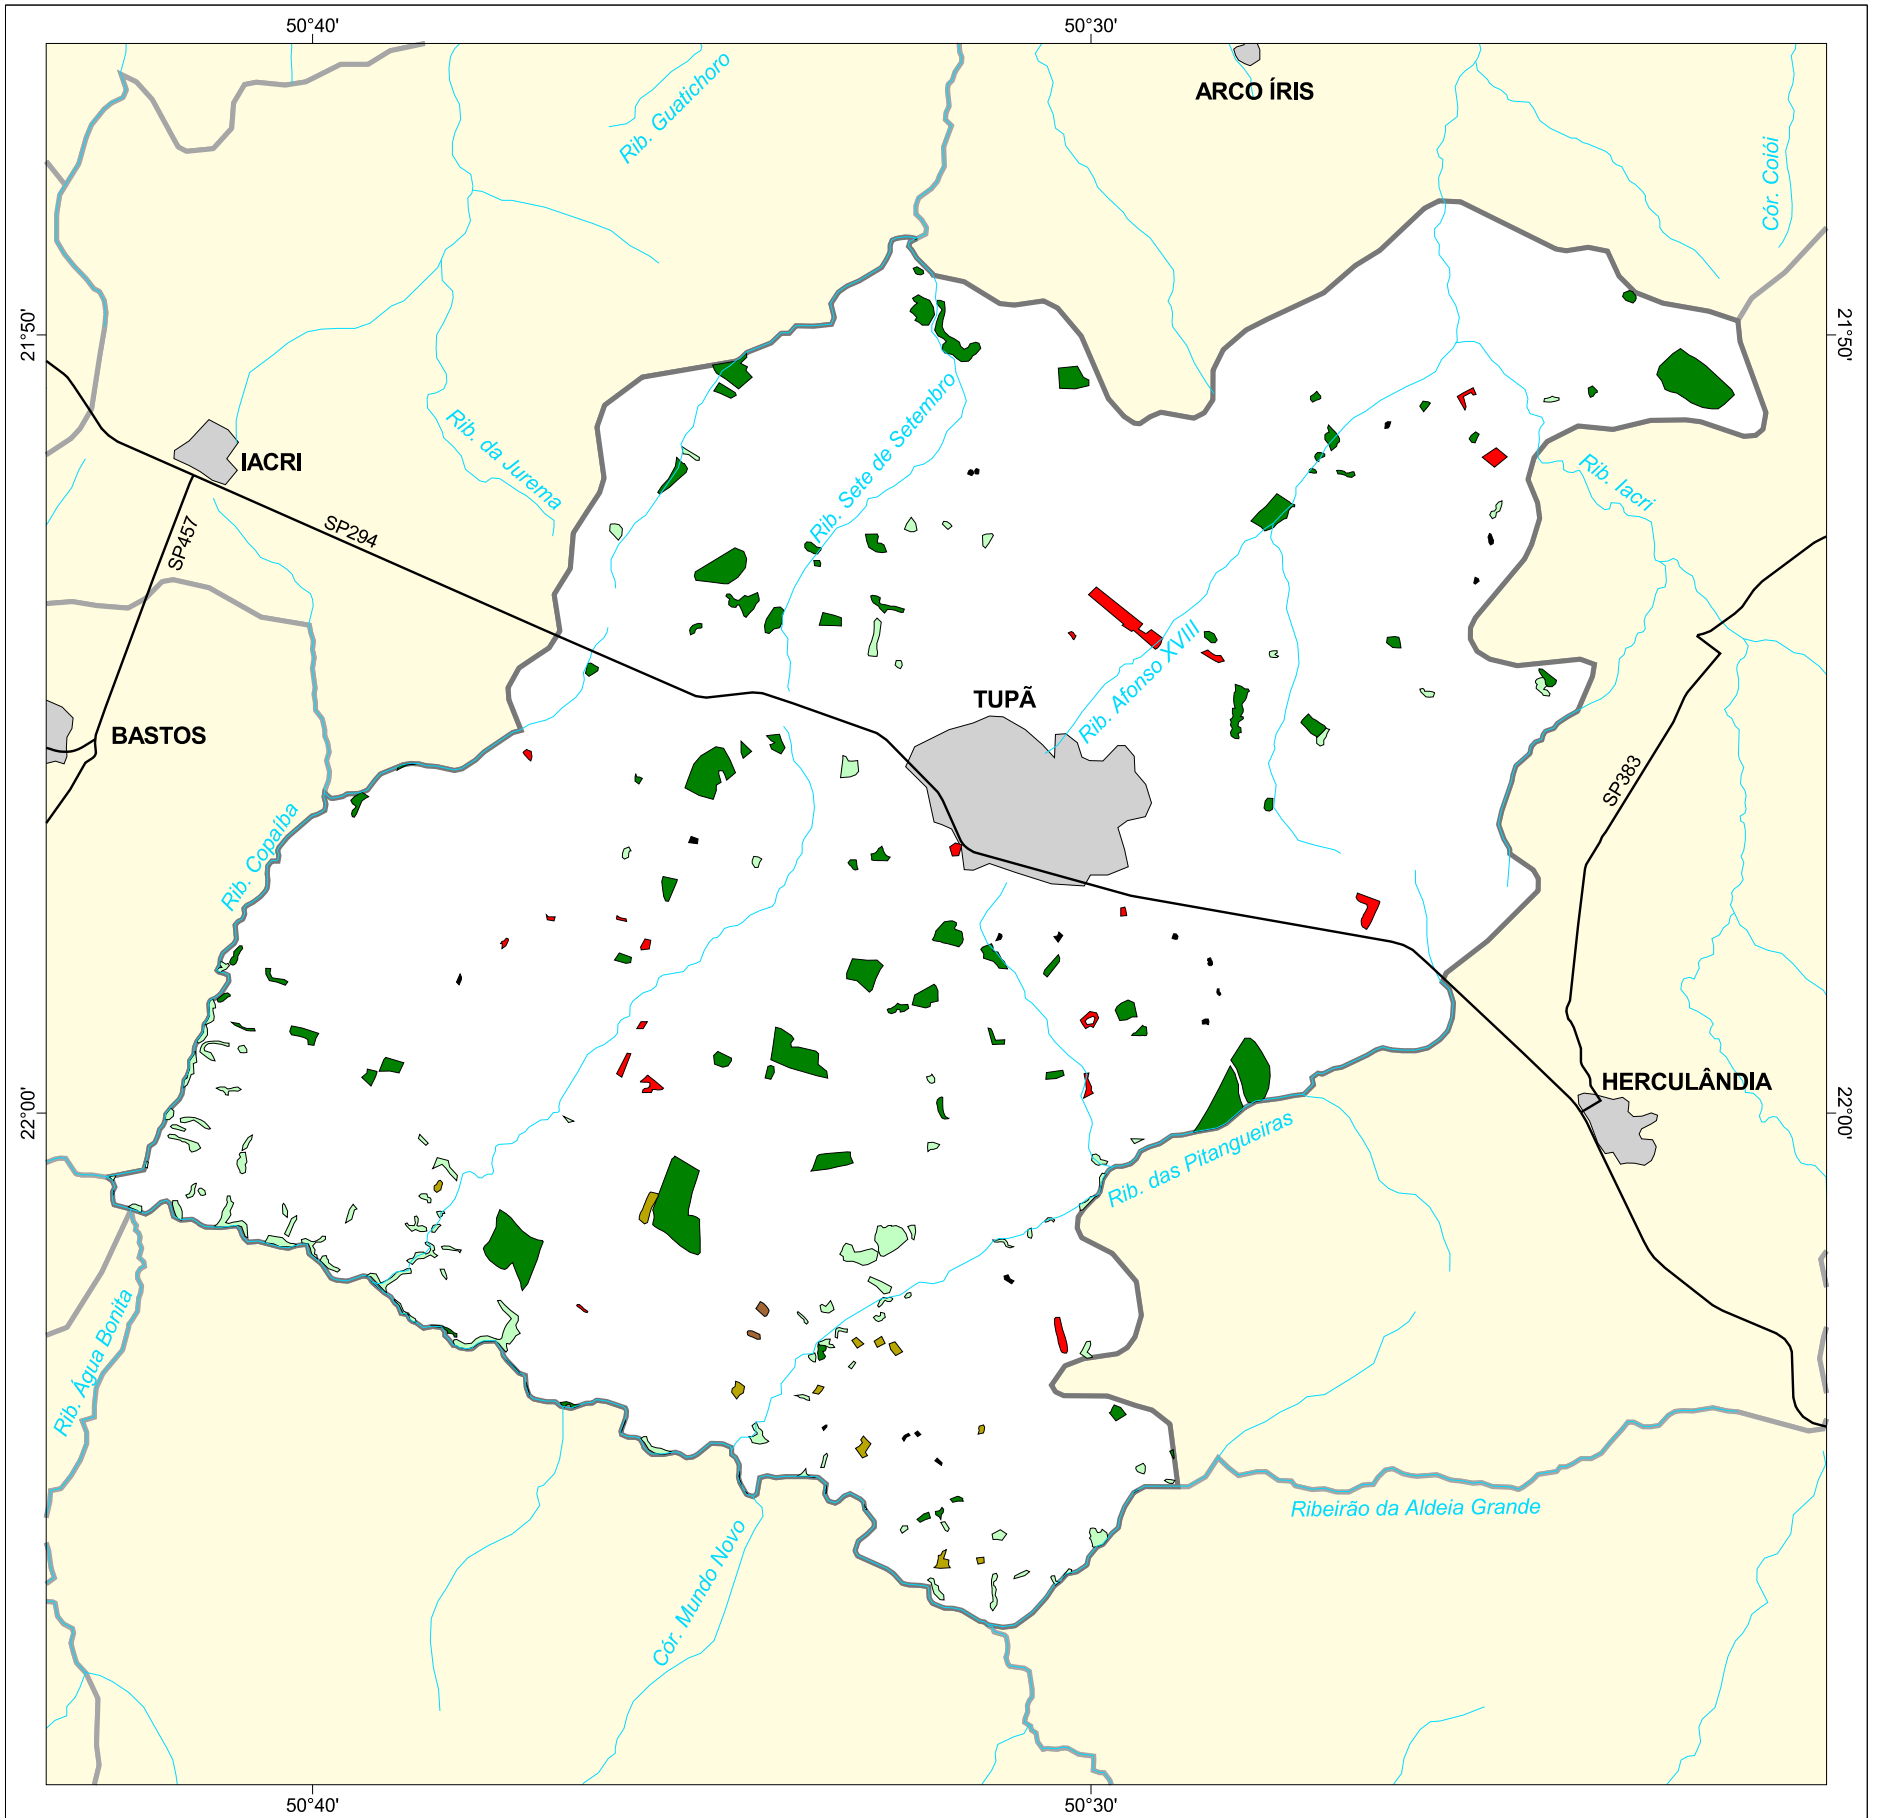 50°40'
50°30'
ARCO ÍRIS
Rib. Guatichoro
Cór. Coiói
21°50'
21°50'
Rib. da Jurema
Rib. Sete de Setembro
IACRI
Rib. Iacri
SP294
SP457
Rib. Afonso XVIII
TUPÃ
BASTOS
SP383
Rib. Copaíba
HERCULÂNDIA
22°00'
22°00'
Rib. das Pitangueiras
Rib. Água Bonita
Ribeirão da Aldeia Grande
Cór. Mundo Novo
50°40'
50°30'